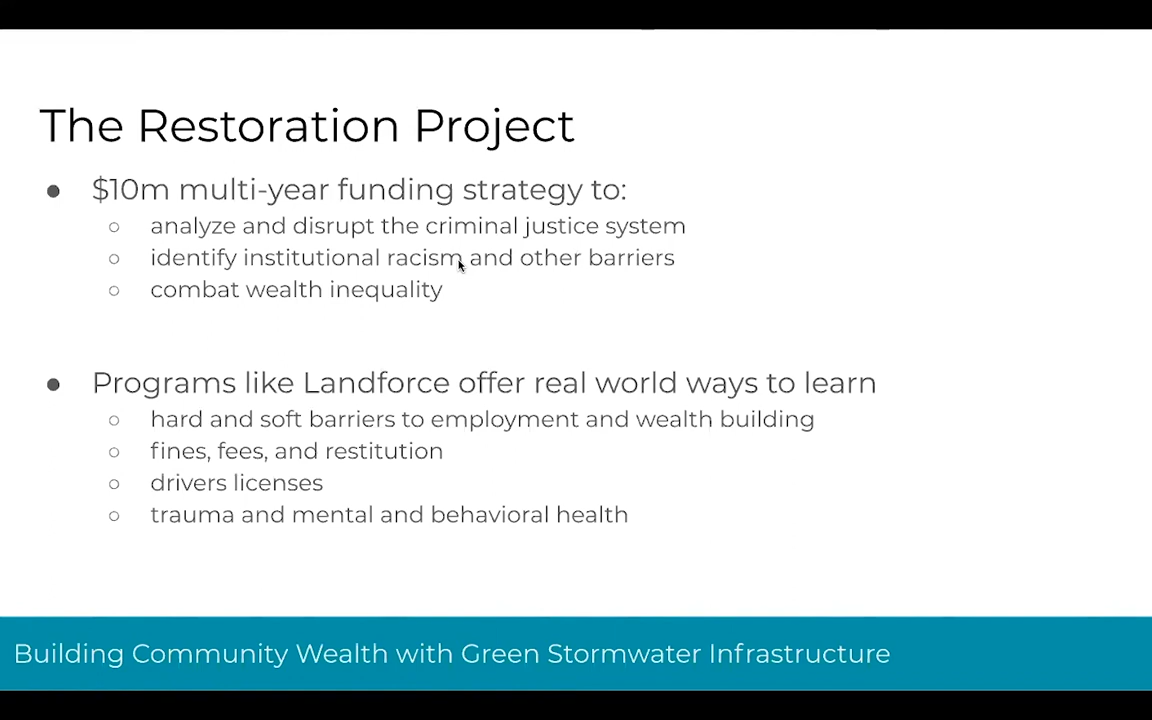 The Restoration Project
● $10m multi-year funding strategy to:
○ analyze and disrupt the criminal justice system
○ identify institutional racism and other barriers
○ combat wealth inequality
● Programs like Landforce offer real world ways to learn
○ hard and soft barriers to employment and wealth building
○ fines, fees, and restitution
○ drivers licenses
○ trauma and mental and behavioral health
Building Community Wealth with Green Stormwater Infrastructure